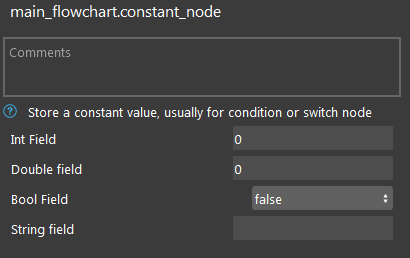 main_flowchart.constant_node
Comments
? Store a constant value, usually for condition or switch node
Int Field 0
Double field 0
Bool Field false
String field